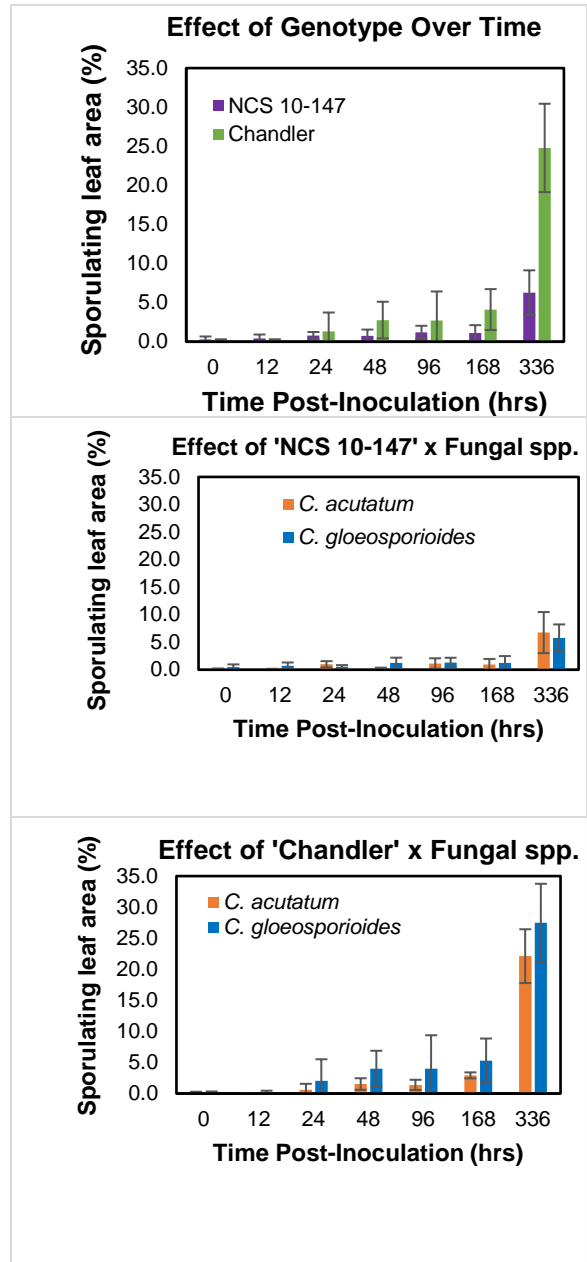 Effect of Genotype Over Time
Sporulating leaf area (%)
35.0
30.0
25.0
20.0
15.0
10.0
5.0
0.0
NCS 10-147
Chandler
0 12 24 48 96 168 336
Time Post-Inoculation (hrs)
Effect of 'NCS 10-147' x Fungal spp.
Sporulating leaf area (%)
35.0
30.0
25.0
20.0
15.0
10.0
5.0
0.0
C. acutatum
C. gloeosporioides
0 12 24 48 96 168 336
Time Post-Inoculation (hrs)
Effect of 'Chandler' x Fungal spp.
Sporulating leaf area (%)
35.0
30.0
25.0
20.0
15.0
10.0
5.0
0.0
C. acutatum
C. gloeosporioides
0 12 24 48 96 168 336
Time Post-Inoculation (hrs)